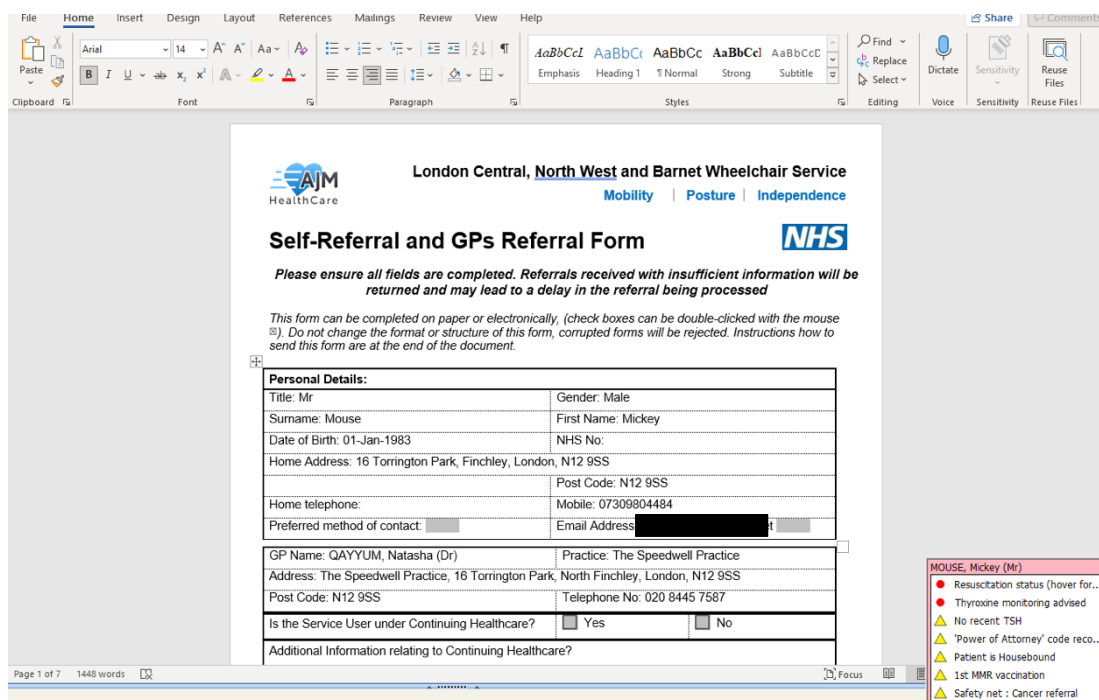 File Home Insert Design Layout References Mailings Review View Help Share Comments
Arial 14 Aa
Paste
B I U ab x₂ x² A A
AaBbCcL AaBbCc AaBbCc AaBbCcl AaBbCcD
Emphasis Heading 1 ¶ Normal Strong Subtitle
Find
Replace
Select
Dictate Sensitivity Reuse Files
Clipboard Font Paragraph Styles Editing Voice Sensitivity Reuse Files
AJM HealthCare
London Central, North West and Barnet Wheelchair Service
Mobility | Posture | Independence
Self-Referral and GPs Referral Form
NHS
Please ensure all fields are completed. Referrals received with insufficient information will be
returned and may lead to a delay in the referral being processed
This form can be completed on paper or electronically, (check boxes can be double-clicked with the mouse
☒). Do not change the format or structure of this form, corrupted forms will be rejected. Instructions how to
send this form are at the end of the document.
Personal Details:
Title: Mr Gender: Male
Surname: Mouse First Name: Mickey
Date of Birth: 01-Jan-1983 NHS No:
Home Address: 16 Torrington Park, Finchley, London, N12 9SS
Post Code: N12 9SS
Home telephone: Mobile: 07309804484
Preferred method of contact: Email Address
GP Name: QAYYUM, Natasha (Dr) Practice: The Speedwell Practice
Address: The Speedwell Practice, 16 Torrington Park, North Finchley, London, N12 9SS
Post Code: N12 9SS Telephone No: 020 8445 7587
Is the Service User under Continuing Healthcare? Yes No
Additional Information relating to Continuing Healthcare?
MOUSE, Mickey (Mr)
Resuscitation status (hover for...
Thyroxine monitoring advised
No recent TSH
'Power of Attorney' code reco...
Patient is Housebound
1st MMR vaccination
Safety net : Cancer referral
Page 1 of 7 1448 words Focus